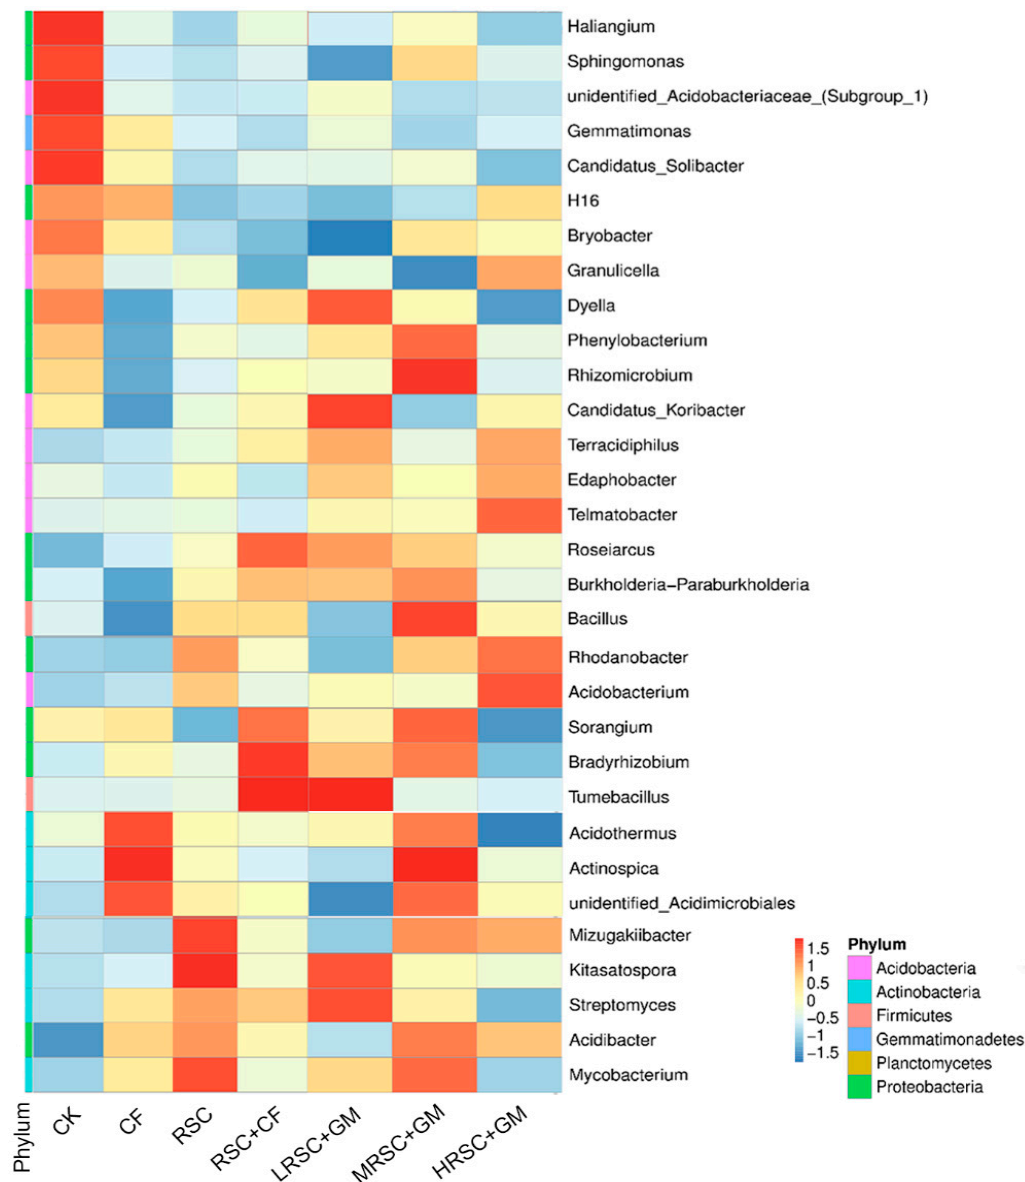 Haliangium
Sphingomonas
unidentified_Acidobacteriaceae_(Subgroup_1)
Gemmatimonas
Candidatus_Solibacter
H16
Bryobacter
Granulicella
Dyella
Phenylobacterium
Rhizomicrobium
Candidatus_Koribacter
Terracidiphilus
Edaphobacter
Telmatobacter
Roseiarcus
Burkholderia−Paraburkholderia
Bacillus
Rhodanobacter
Acidobacterium
Sorangium
Bradyrhizobium
Tumebacillus
Acidothermus
Actinospica
unidentified_Acidimicrobiales
Mizugakiibacter
Kitasatospora
Streptomyces
Acidibacter
Mycobacterium
1.5
1
0.5
0
−0.5
−1
−1.5
Phylum
Acidobacteria
Actinobacteria
Firmicutes
Gemmatimonadetes
Planctomycetes
Proteobacteria
Phylum
CK
CF
RSC
RSC+CF
LRSC+GM
MRSC+GM
HRSC+GM